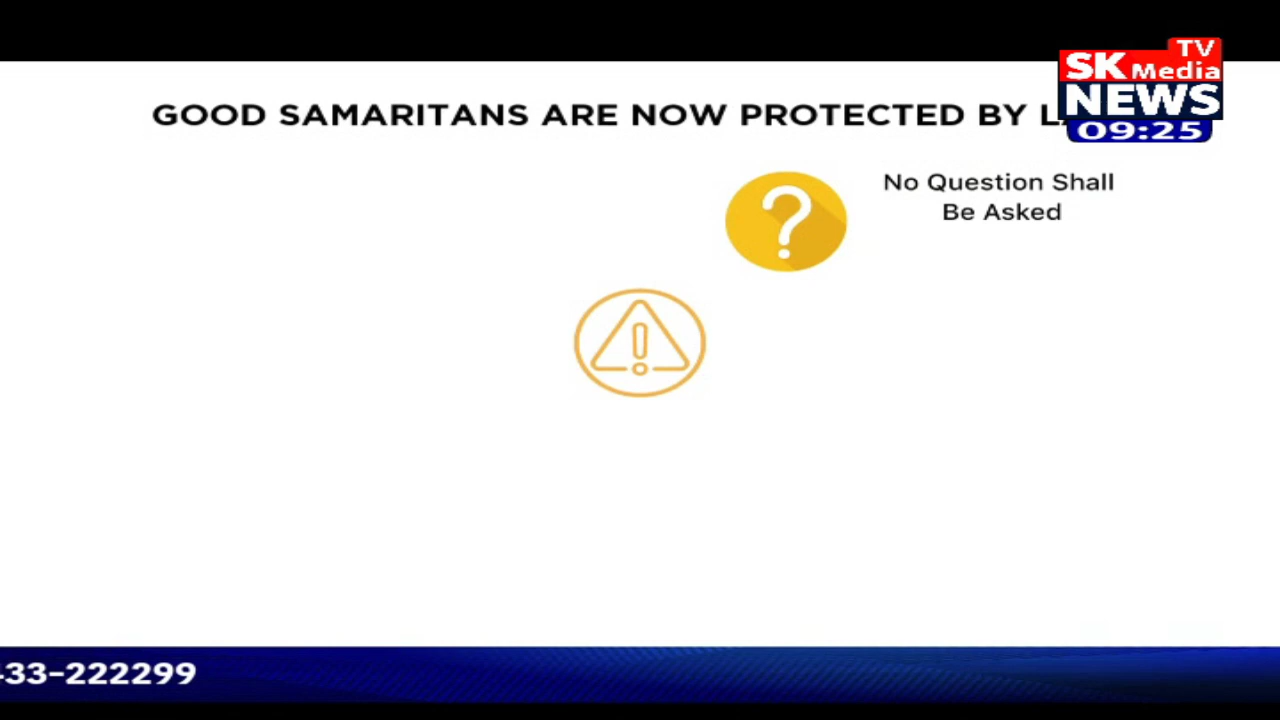 GOOD SAMARITANS ARE NOW PROTECTED BY
TV
SK Media
NEWS
09:25
No Question Shall
Be Asked
33-222299